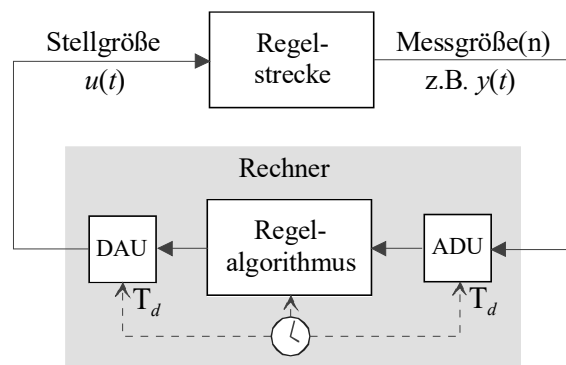 Stellgröße
u(t)
Regel-
strecke
Messgröße(n)
z.B. y(t)
Rechner
DAU
Regel-
algorithmus
ADU
T_d
T_d